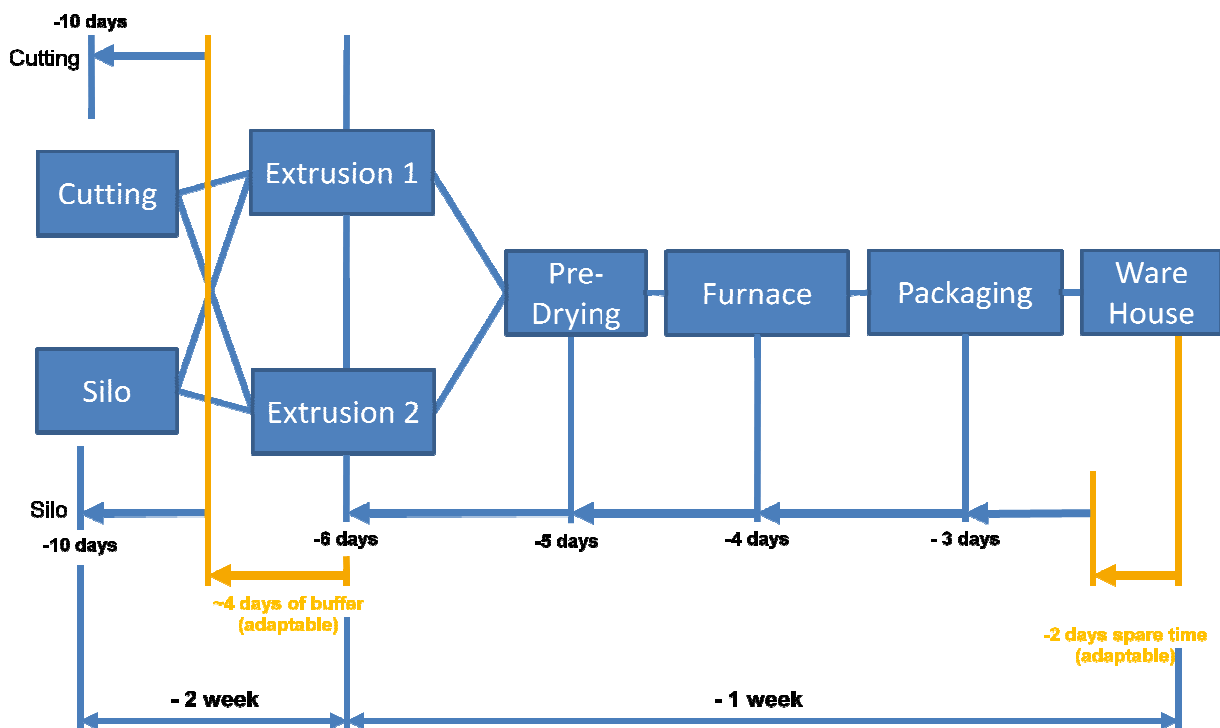 -10 days
Cutting
Cutting
Extrusion 1
Pre-
Drying
Furnace
Packaging
Ware
House
Silo
Extrusion 2
Silo
-10 days
-6 days
-5 days
-4 days
- 3 days
~4 days of buffer
(adaptable)
-2 days spare time
(adaptable)
- 2 week
- 1 week